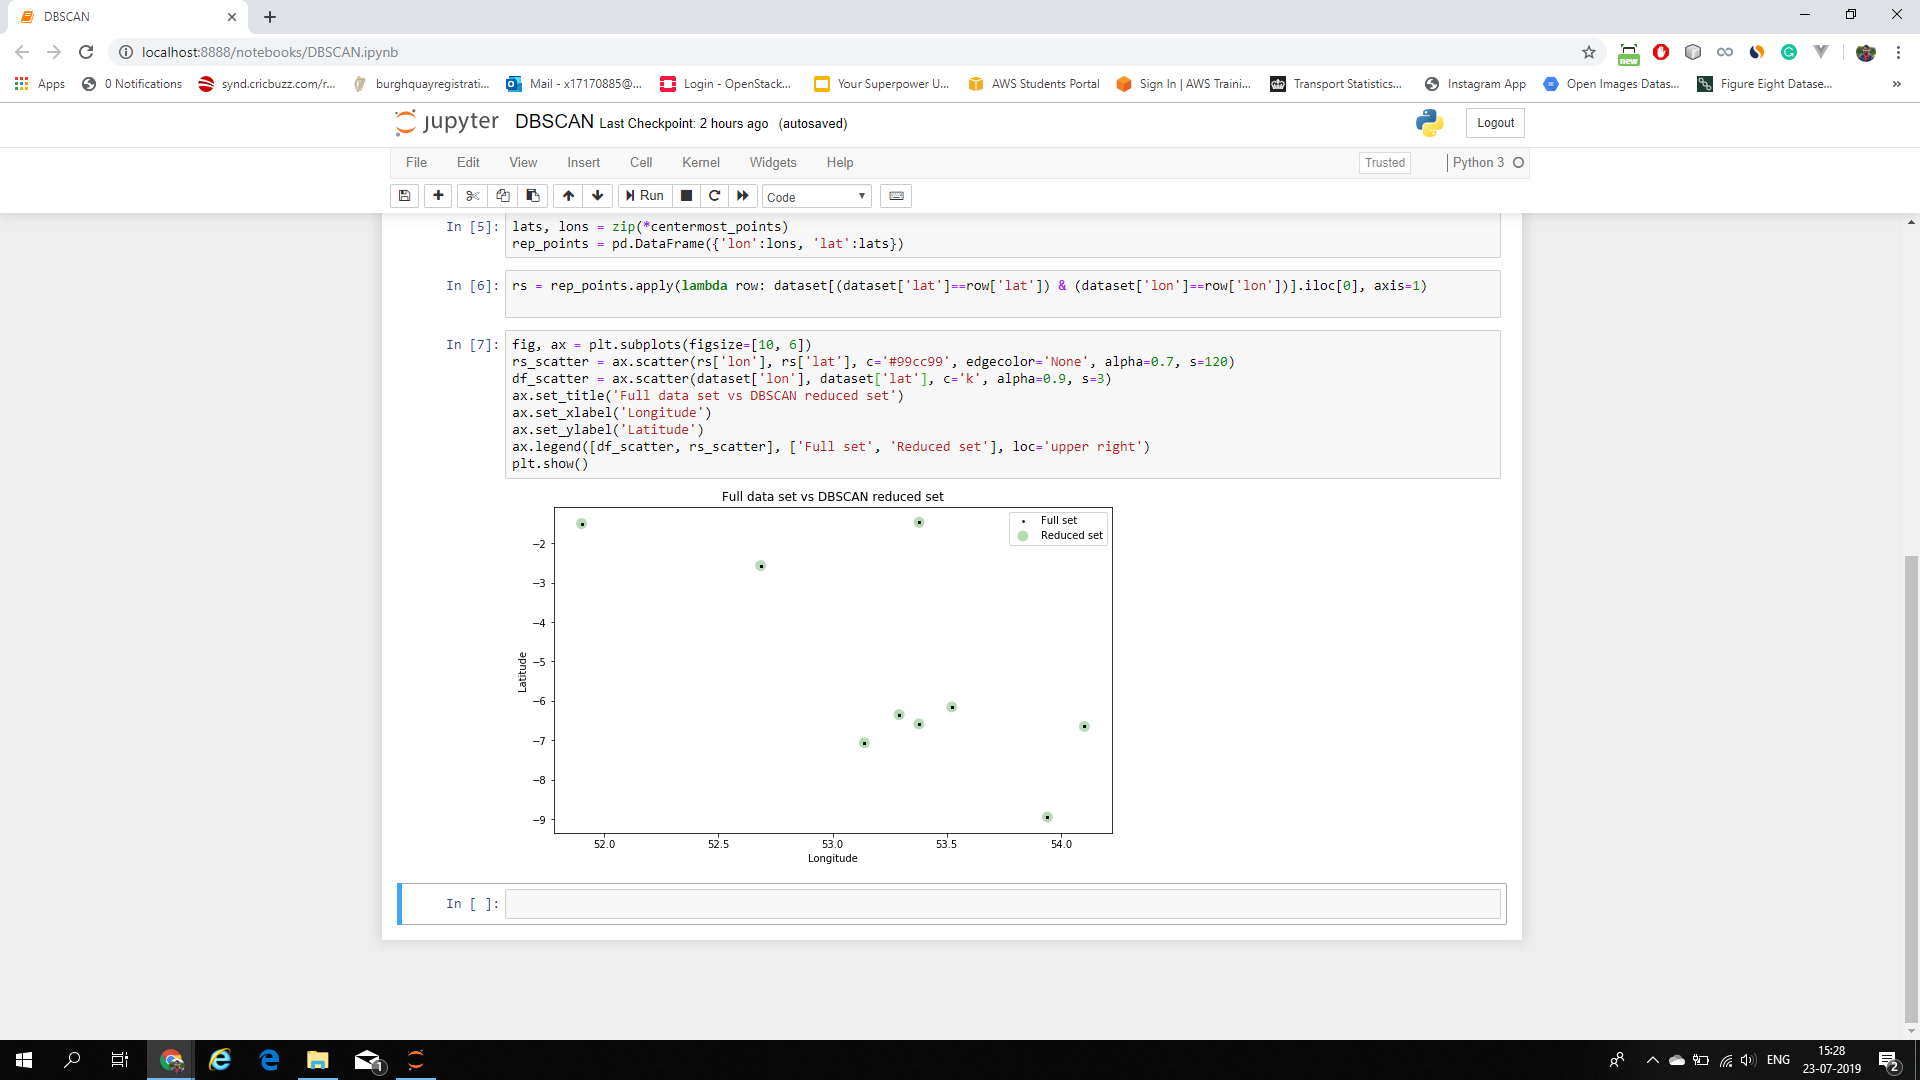 DBSCAN
localhost:8888/notebooks/DBSCAN.ipynb
new
Apps
0 Notifications
synd.cricbuzz.com/r...
burghquayregistrati...
Mail - x17170885@...
Login - OpenStack...
Your Superpower U...
AWS Students Portal
Sign In | AWS Traini...
Transport Statistics...
Instagram App
Open Images Datas...
Figure Eight Datase...
»
jupyter DBSCAN Last Checkpoint: 2 hours ago (autosaved)
Logout
File Edit View Insert Cell Kernel Widgets Help
Trusted
Python 3
Run
Code
In [5]: lats, lons = zip(*centermost_points)
rep_points = pd.DataFrame({'lon':lons, 'lat':lats})
In [6]: rs = rep_points.apply(lambda row: dataset[(dataset['lat']==row['lat']) & (dataset['lon']==row['lon'])].iloc[0], axis=1)
In [7]: fig, ax = plt.subplots(figsize=[10, 6])
rs_scatter = ax.scatter(rs['lon'], rs['lat'], c='#99cc99', edgecolor='None', alpha=0.7, s=120)
df_scatter = ax.scatter(dataset['lon'], dataset['lat'], c='k', alpha=0.9, s=3)
ax.set_title('Full data set vs DBSCAN reduced set')
ax.set_xlabel('Longitude')
ax.set_ylabel('Latitude')
ax.legend([df_scatter, rs_scatter], ['Full set', 'Reduced set'], loc='upper right')
plt.show()
Full data set vs DBSCAN reduced set
Full set
Reduced set
−2
−3
−4
−5
−6
−7
−8
−9
Latitude
52.0 52.5 53.0 53.5 54.0
Longitude
In [ ]:
1
ENG
15:28
23-07-2019
2